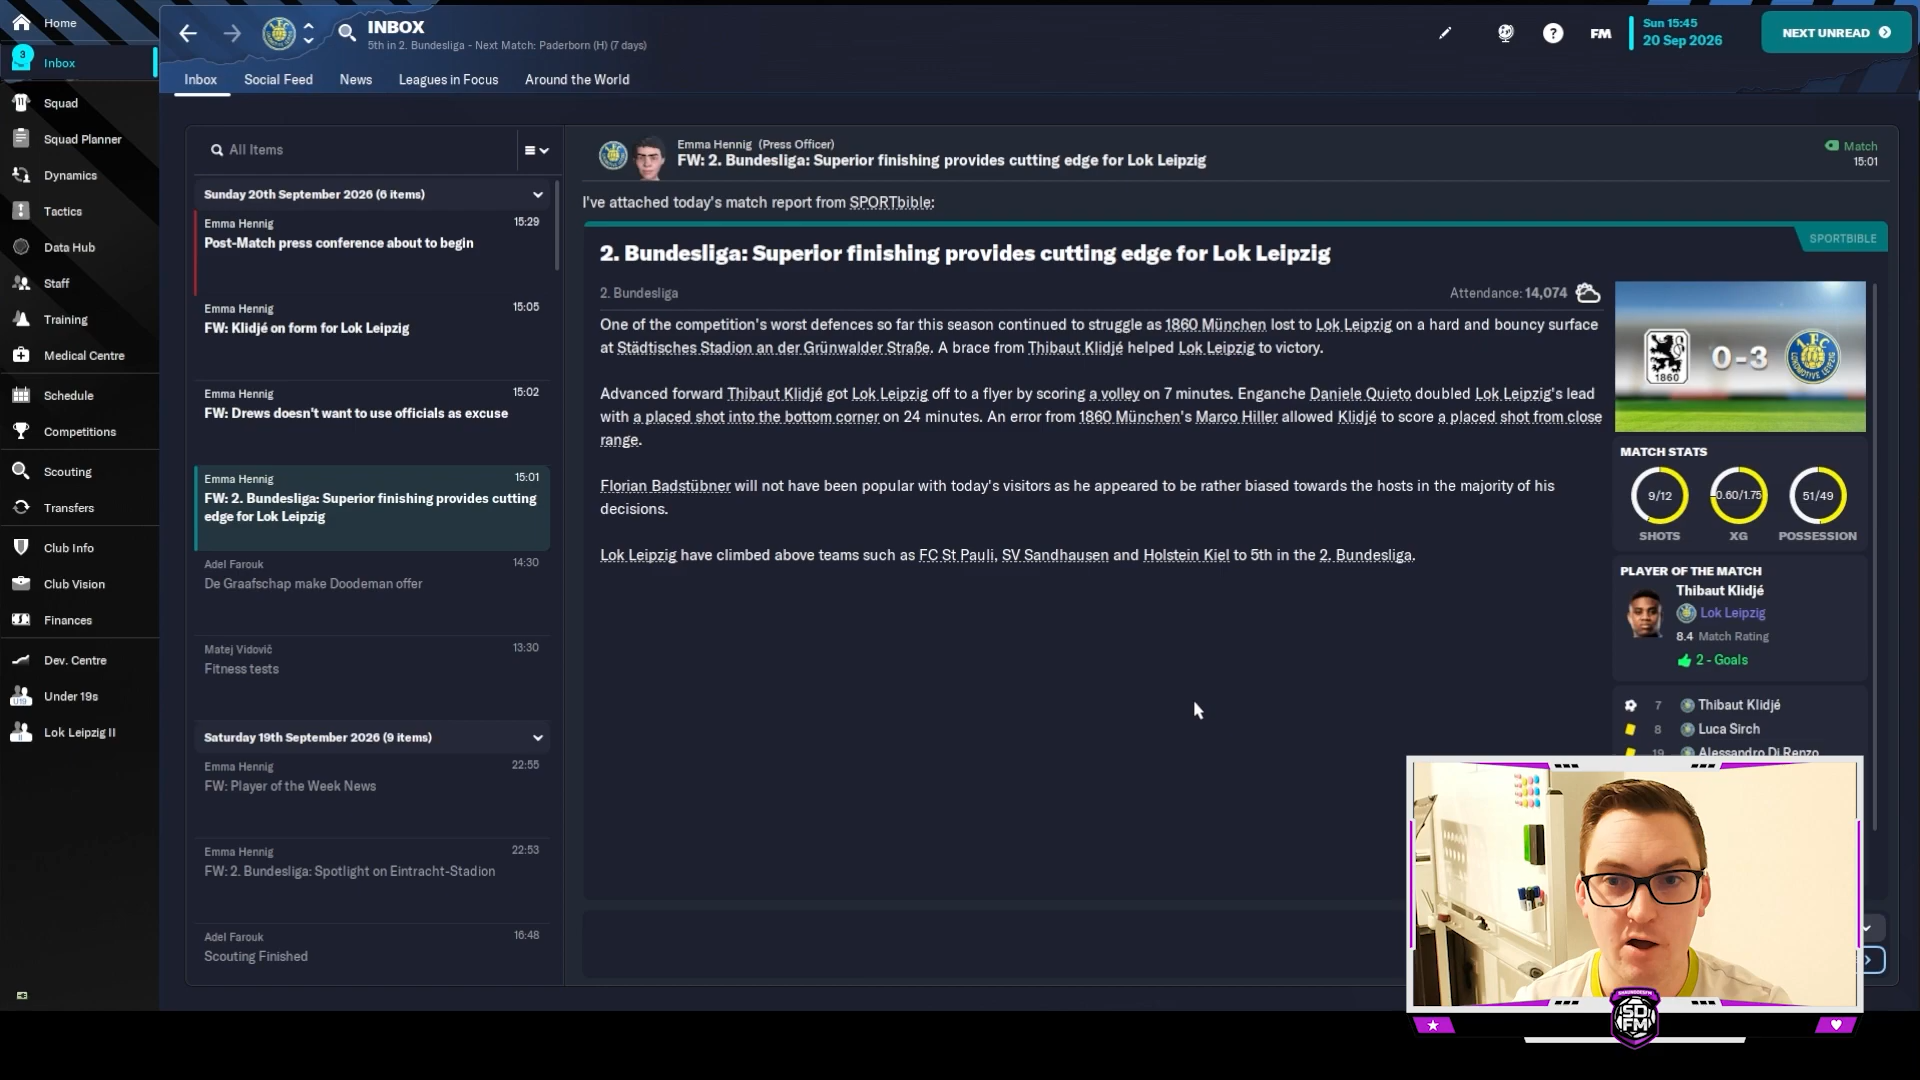 Home
3
Inbox
Squad
Squad Planner
Dynamics
Tactics
Data Hub
Staff
Training
Medical Centre
Schedule
Competitions
Scouting
Transfers
Club Info
Club Vision
Finances
Dev. Centre
Under 19s
Lok Leipzig II
INBOX
5th in 2. Bundesliga - Next Match: Paderborn (H) (7 days)
FM
Sun 15:45
20 Sep 2026
NEXT UNREAD
Inbox Social Feed News Leagues in Focus Around the World
All Items
Sunday 20th September 2026 (6 items)
Emma Hennig 15:29
Post-Match press conference about to begin
Emma Hennig 15:05
FW: Klidjé on form for Lok Leipzig
Emma Hennig 15:02
FW: Drews doesn't want to use officials as excuse
Emma Hennig 15:01
FW: 2. Bundesliga: Superior finishing provides cutting
edge for Lok Leipzig
Adel Farouk 14:30
De Graafschap make Doodeman offer
Matej Vidovič 13:30
Fitness tests
Saturday 19th September 2026 (9 items)
Emma Hennig 22:55
FW: Player of the Week News
Emma Hennig 22:53
FW: 2. Bundesliga: Spotlight on Eintracht-Stadion
Adel Farouk 16:48
Scouting Finished
Emma Hennig (Press Officer)
FW: 2. Bundesliga: Superior finishing provides cutting edge for Lok Leipzig
Match
15:01
I've attached today's match report from SPORTbible:
SPORTBIBLE
2. Bundesliga: Superior finishing provides cutting edge for Lok Leipzig
2. Bundesliga Attendance: 14,074
One of the competition's worst defences so far this season continued to struggle as 1860 München lost to Lok Leipzig on a hard and bouncy surface
at Städtisches Stadion an der Grünwalder Straße. A brace from Thibaut Klidjé helped Lok Leipzig to victory.
Advanced forward Thibaut Klidjé got Lok Leipzig off to a flyer by scoring a volley on 7 minutes. Enganche Daniele Quieto doubled Lok Leipzig's lead
with a placed shot into the bottom corner on 24 minutes. An error from 1860 München's Marco Hiller allowed Klidjé to score a placed shot from close
range.
Florian Badstübner will not have been popular with today's visitors as he appeared to be rather biased towards the hosts in the majority of his
decisions.
Lok Leipzig have climbed above teams such as FC St Pauli, SV Sandhausen and Holstein Kiel to 5th in the 2. Bundesliga.
1860
0-3
1.FC
MATCH STATS
9/12 0.60/1.75 51/49
SHOTS XG POSSESSION
PLAYER OF THE MATCH
Thibaut Klidjé
Lok Leipzig
8.4 Match Rating
2 - Goals
7 Thibaut Klidjé
8 Luca Sirch
19 Alessandro Di Renzo
SD
FM